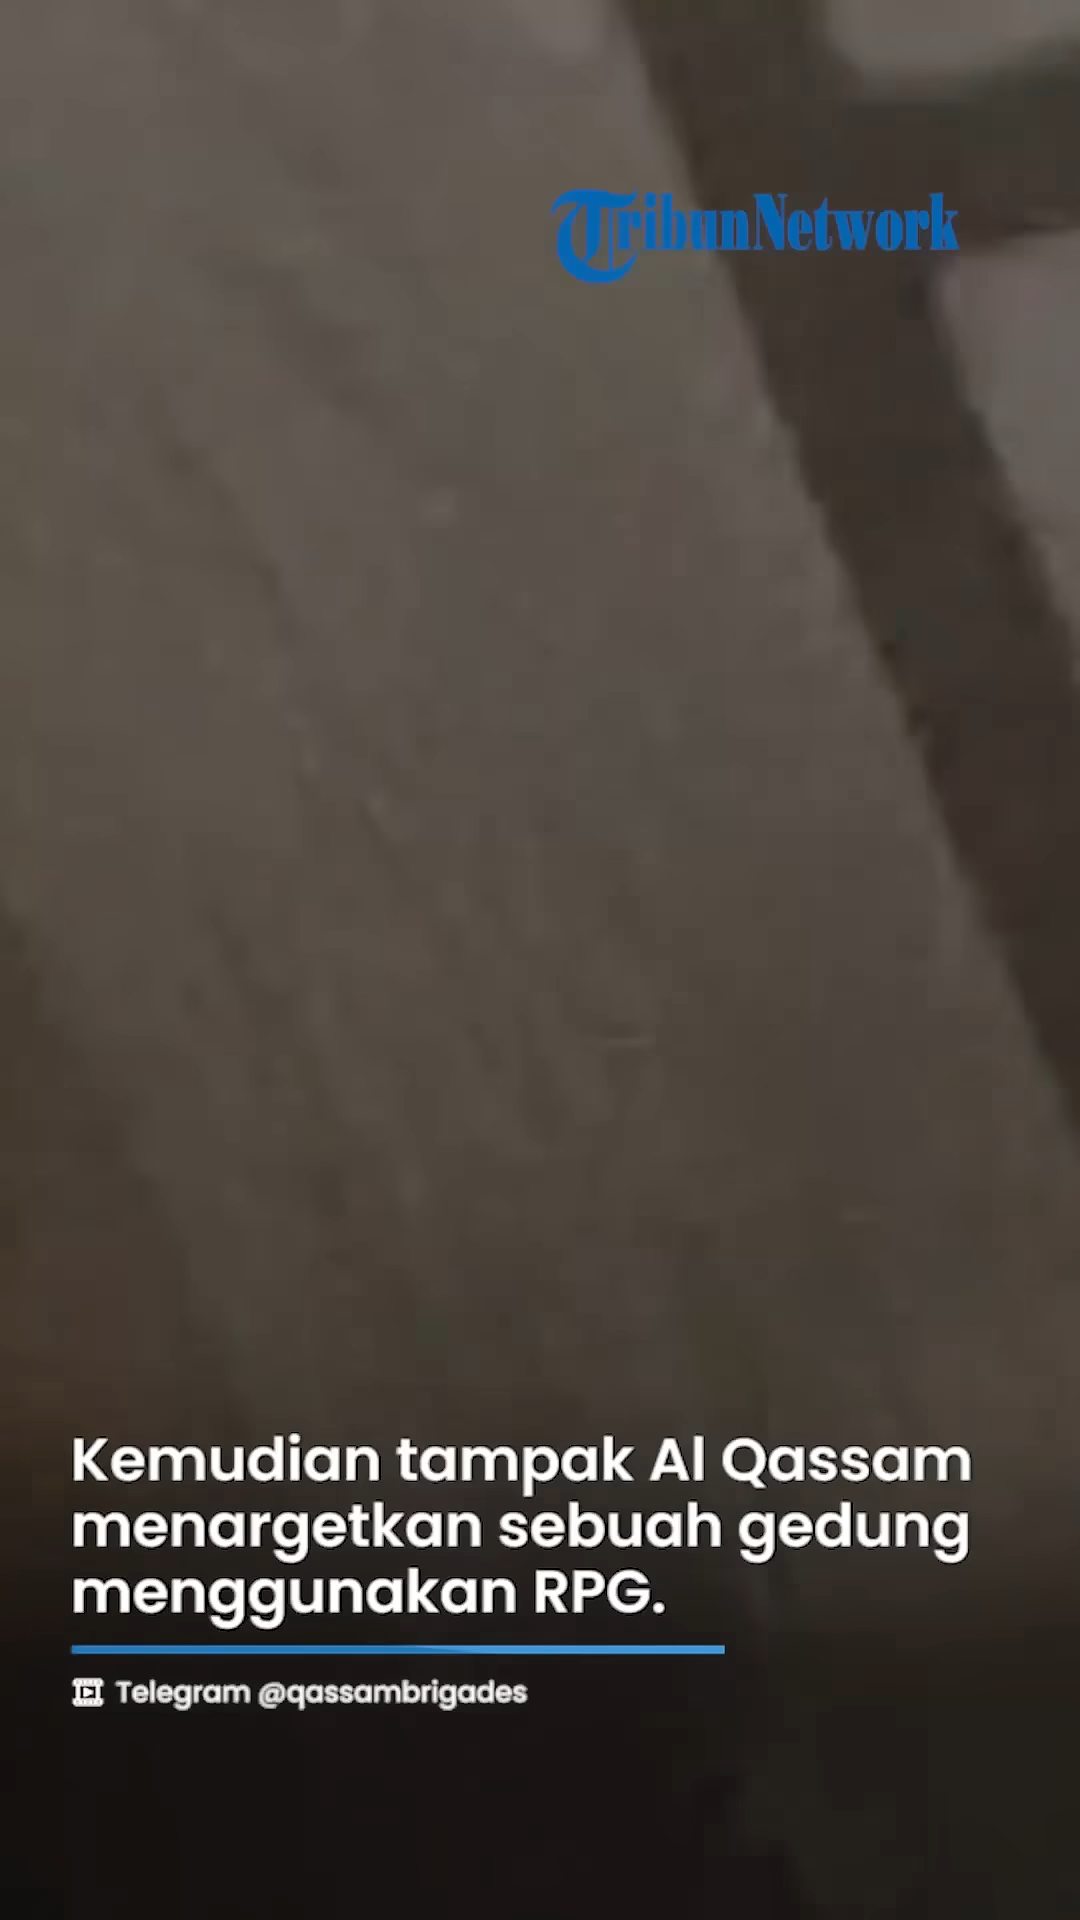 TribunNetwork
Kemudian tampak Al Qassam
menargetkan sebuah gedung
menggunakan RPG.
Telegram @qassambrigades